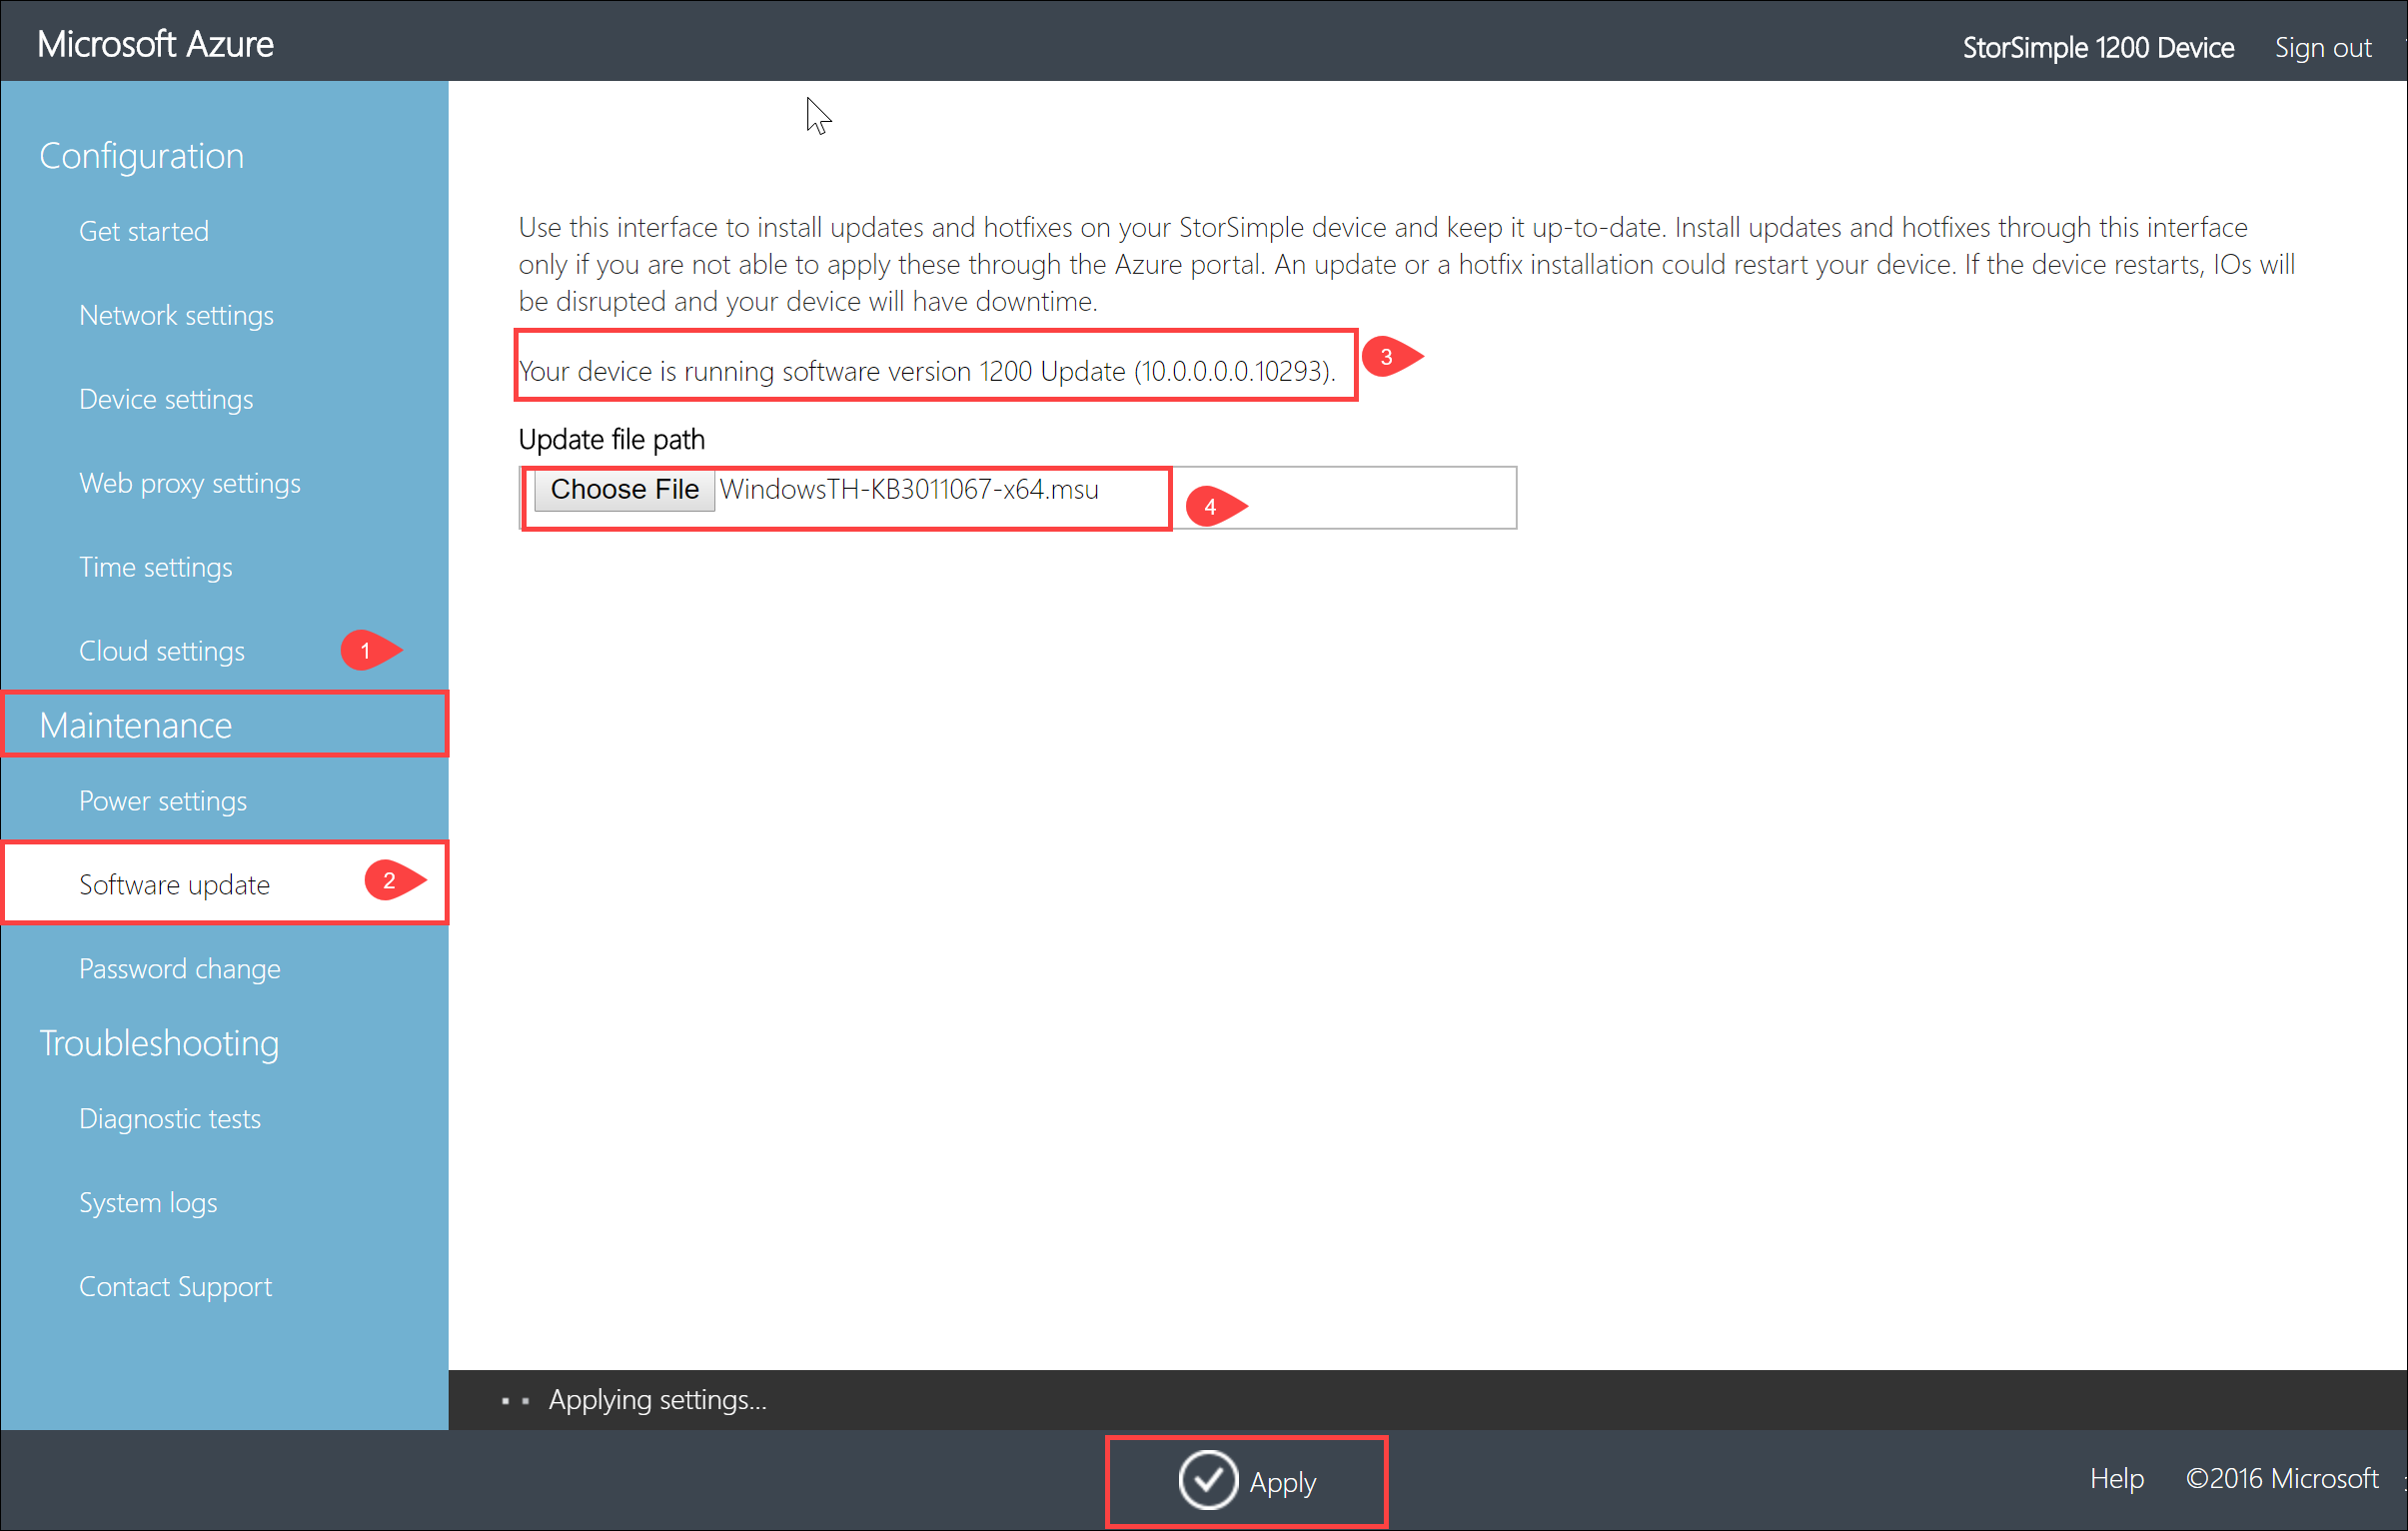 Microsoft Azure
StorSimple 1200 Device
Sign out
Configuration
Get started
Network settings
Device settings
Web proxy settings
Time settings
Cloud settings
1
Maintenance
Power settings
Software update
2
Password change
Troubleshooting
Diagnostic tests
System logs
Contact Support
Use this interface to install updates and hotfixes on your StorSimple device and keep it up-to-date. Install updates and hotfixes through this interface
only if you are not able to apply these through the Azure portal. An update or a hotfix installation could restart your device. If the device restarts, IOs will
be disrupted and your device will have downtime.
Your device is running software version 1200 Update (10.0.0.0.0.10293).
3
Update file path
Choose File WindowsTH-KB3011067-x64.msu
4
Applying settings...
Apply
Help
©2016 Microsoft